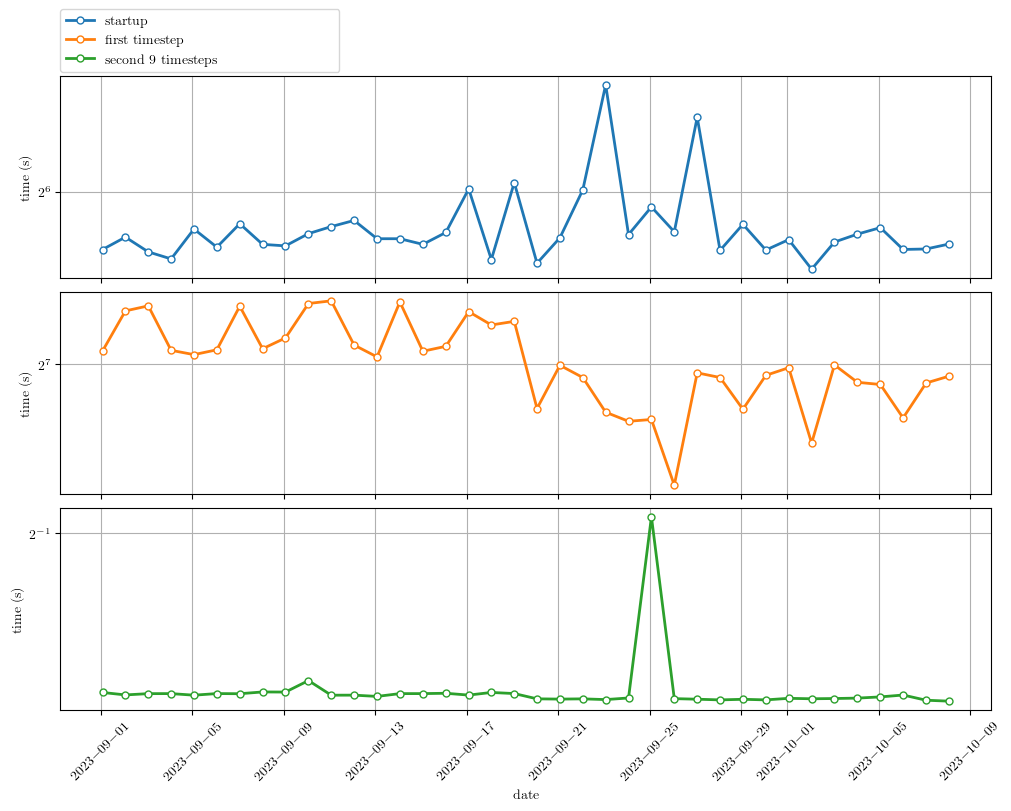 startup
first timestep
second 9 timesteps
time (s)
2^6
time (s)
2^7
time (s)
2^−1
2023−09−01
2023−09−05
2023−09−09
2023−09−13
2023−09−17
2023−09−21
2023−09−25
2023−09−29
2023−10−01
2023−10−05
2023−10−09
date